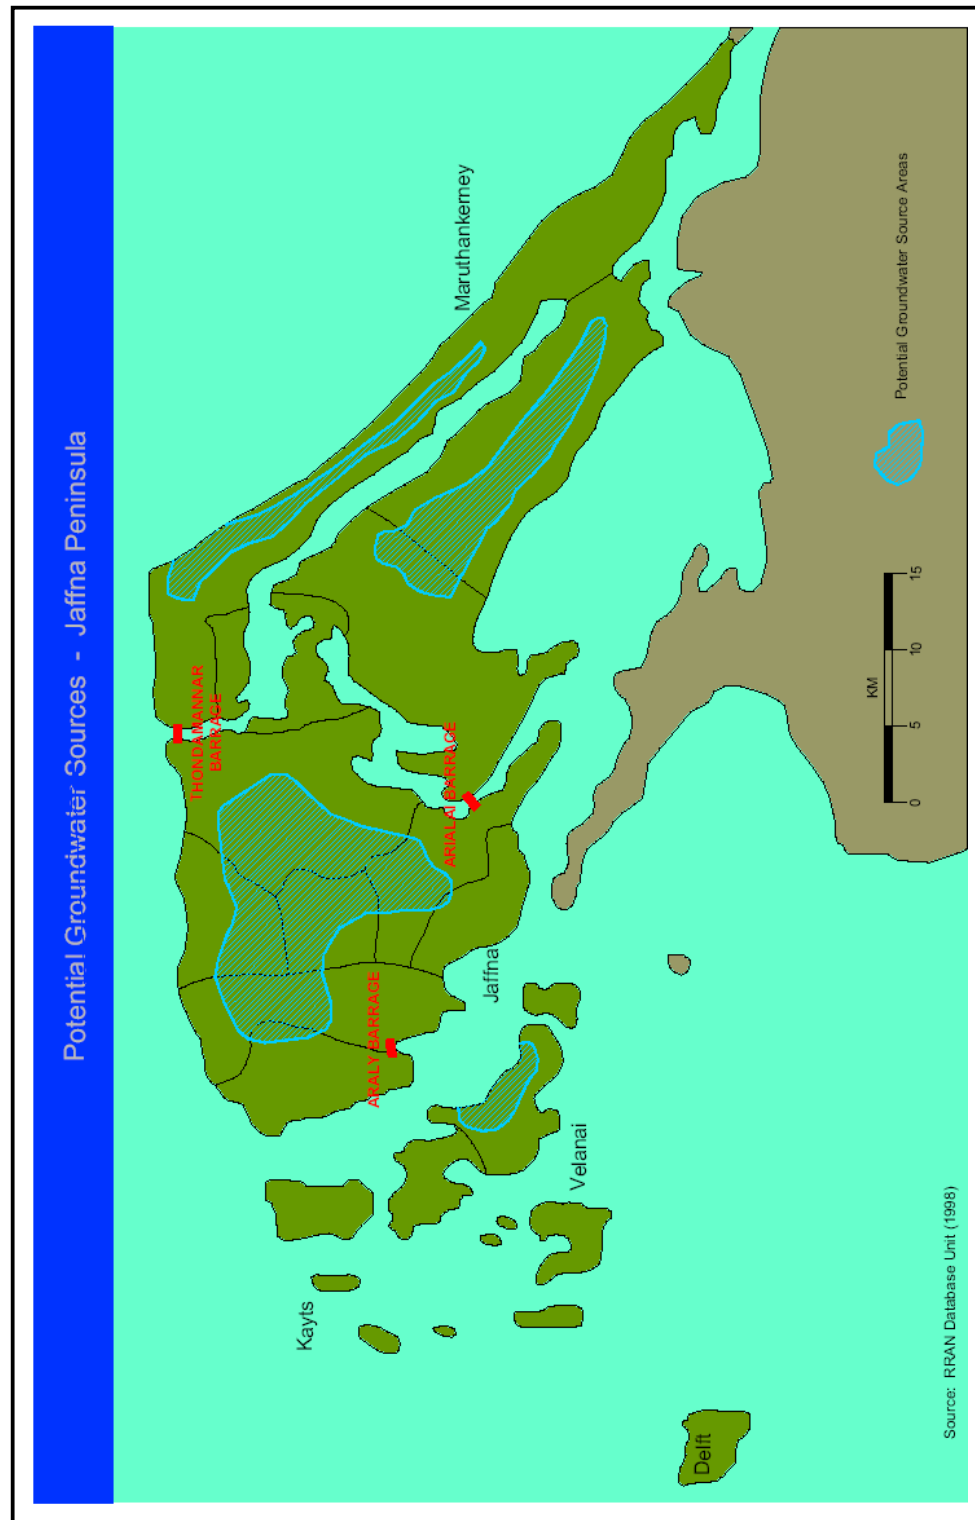 Potential Groundwater Sources - Jaffna Peninsula
THONDAMANNAR
BARRAGE
Maruthankerney
ARALY BARRAGE
ARIALAI BARRAGE
Kayts
Jaffna
Velanai
Delft
KM
0 5 10 15
Potential Groundwater Source Areas
Source: RRAN Database Unit (1998)